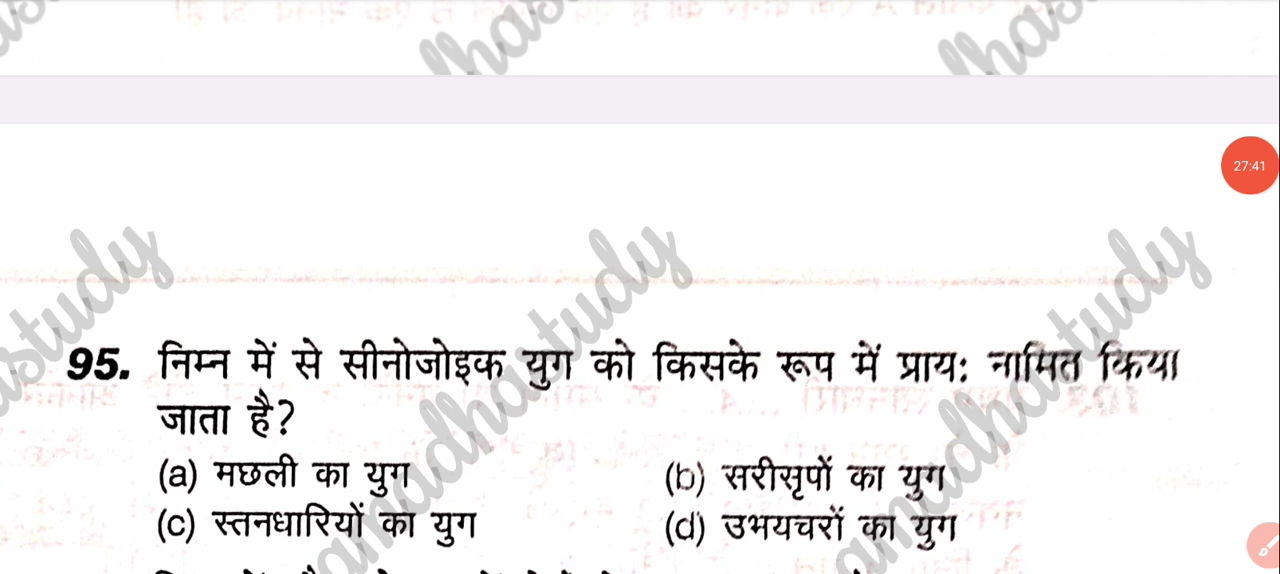 27:41
95. निम्न में से सीनोजोइक युग को किसके रूप में प्राय: नामित किया
जाता है?
(a) मछली का युग (b) सरीसृपों का युग
(c) स्तनधारियों का युग (d) उभयचरों का युग